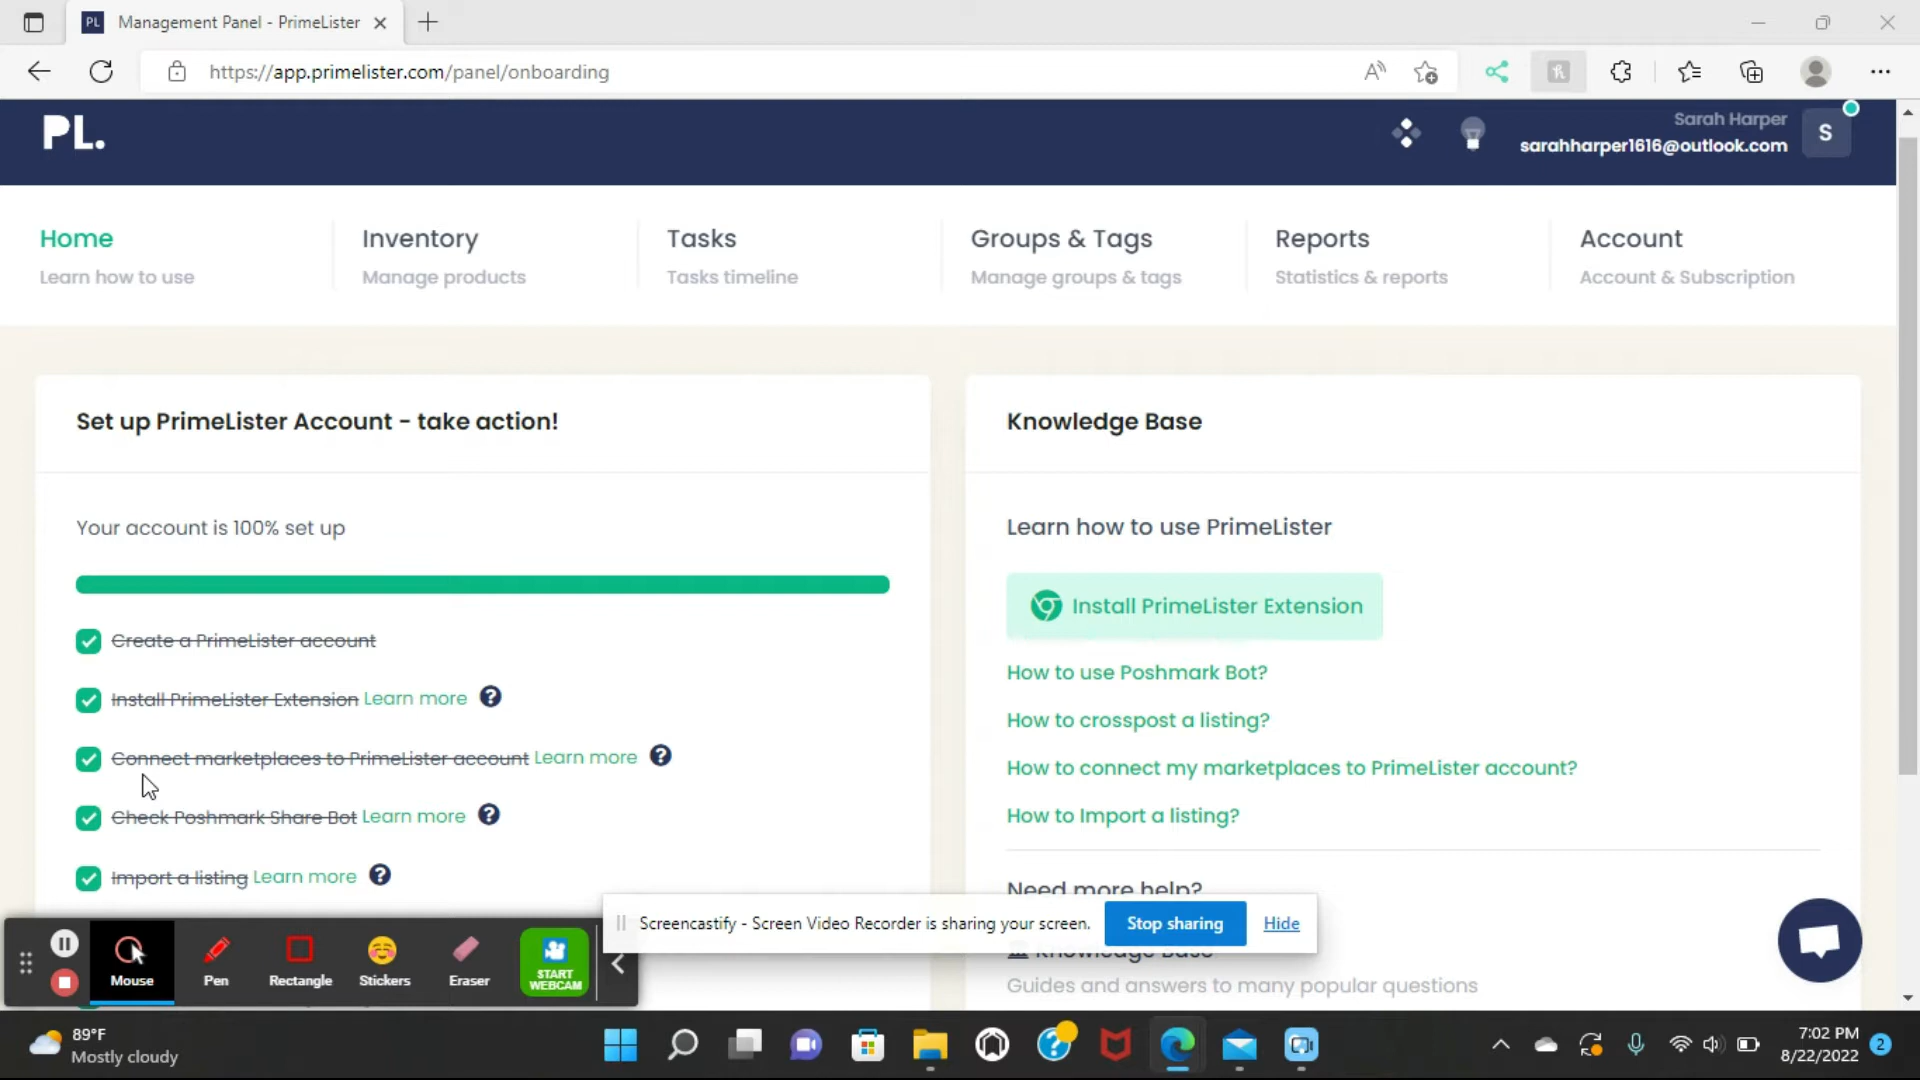 PL Management Panel - PrimeLister
https://app.primelister.com/panel/onboarding
PL.
Sarah Harper
sarahharper1616@outlook.com
S
Home
Learn how to use
Inventory
Manage products
Tasks
Tasks timeline
Groups & Tags
Manage groups & tags
Reports
Statistics & reports
Account
Account & Subscription
Set up PrimeLister Account - take action!
Your account is 100% set up
Create a PrimeLister account
Install PrimeLister Extension Learn more ?
Connect marketplaces to PrimeLister account Learn more ?
Check Poshmark Share Bot Learn more ?
Import a listing Learn more ?
Knowledge Base
Learn how to use PrimeLister
Install PrimeLister Extension
How to use Poshmark Bot?
How to crosspost a listing?
How to connect my marketplaces to PrimeLister account?
How to Import a listing?
Need more help?
Knowledge Base
Guides and answers to many popular questions
Screencastify - Screen Video Recorder is sharing your screen.
Stop sharing
Hide
Mouse
Pen
Rectangle
Stickers
Eraser
START
WEBCAM
89°F
Mostly cloudy
7:02 PM
8/22/2022
2